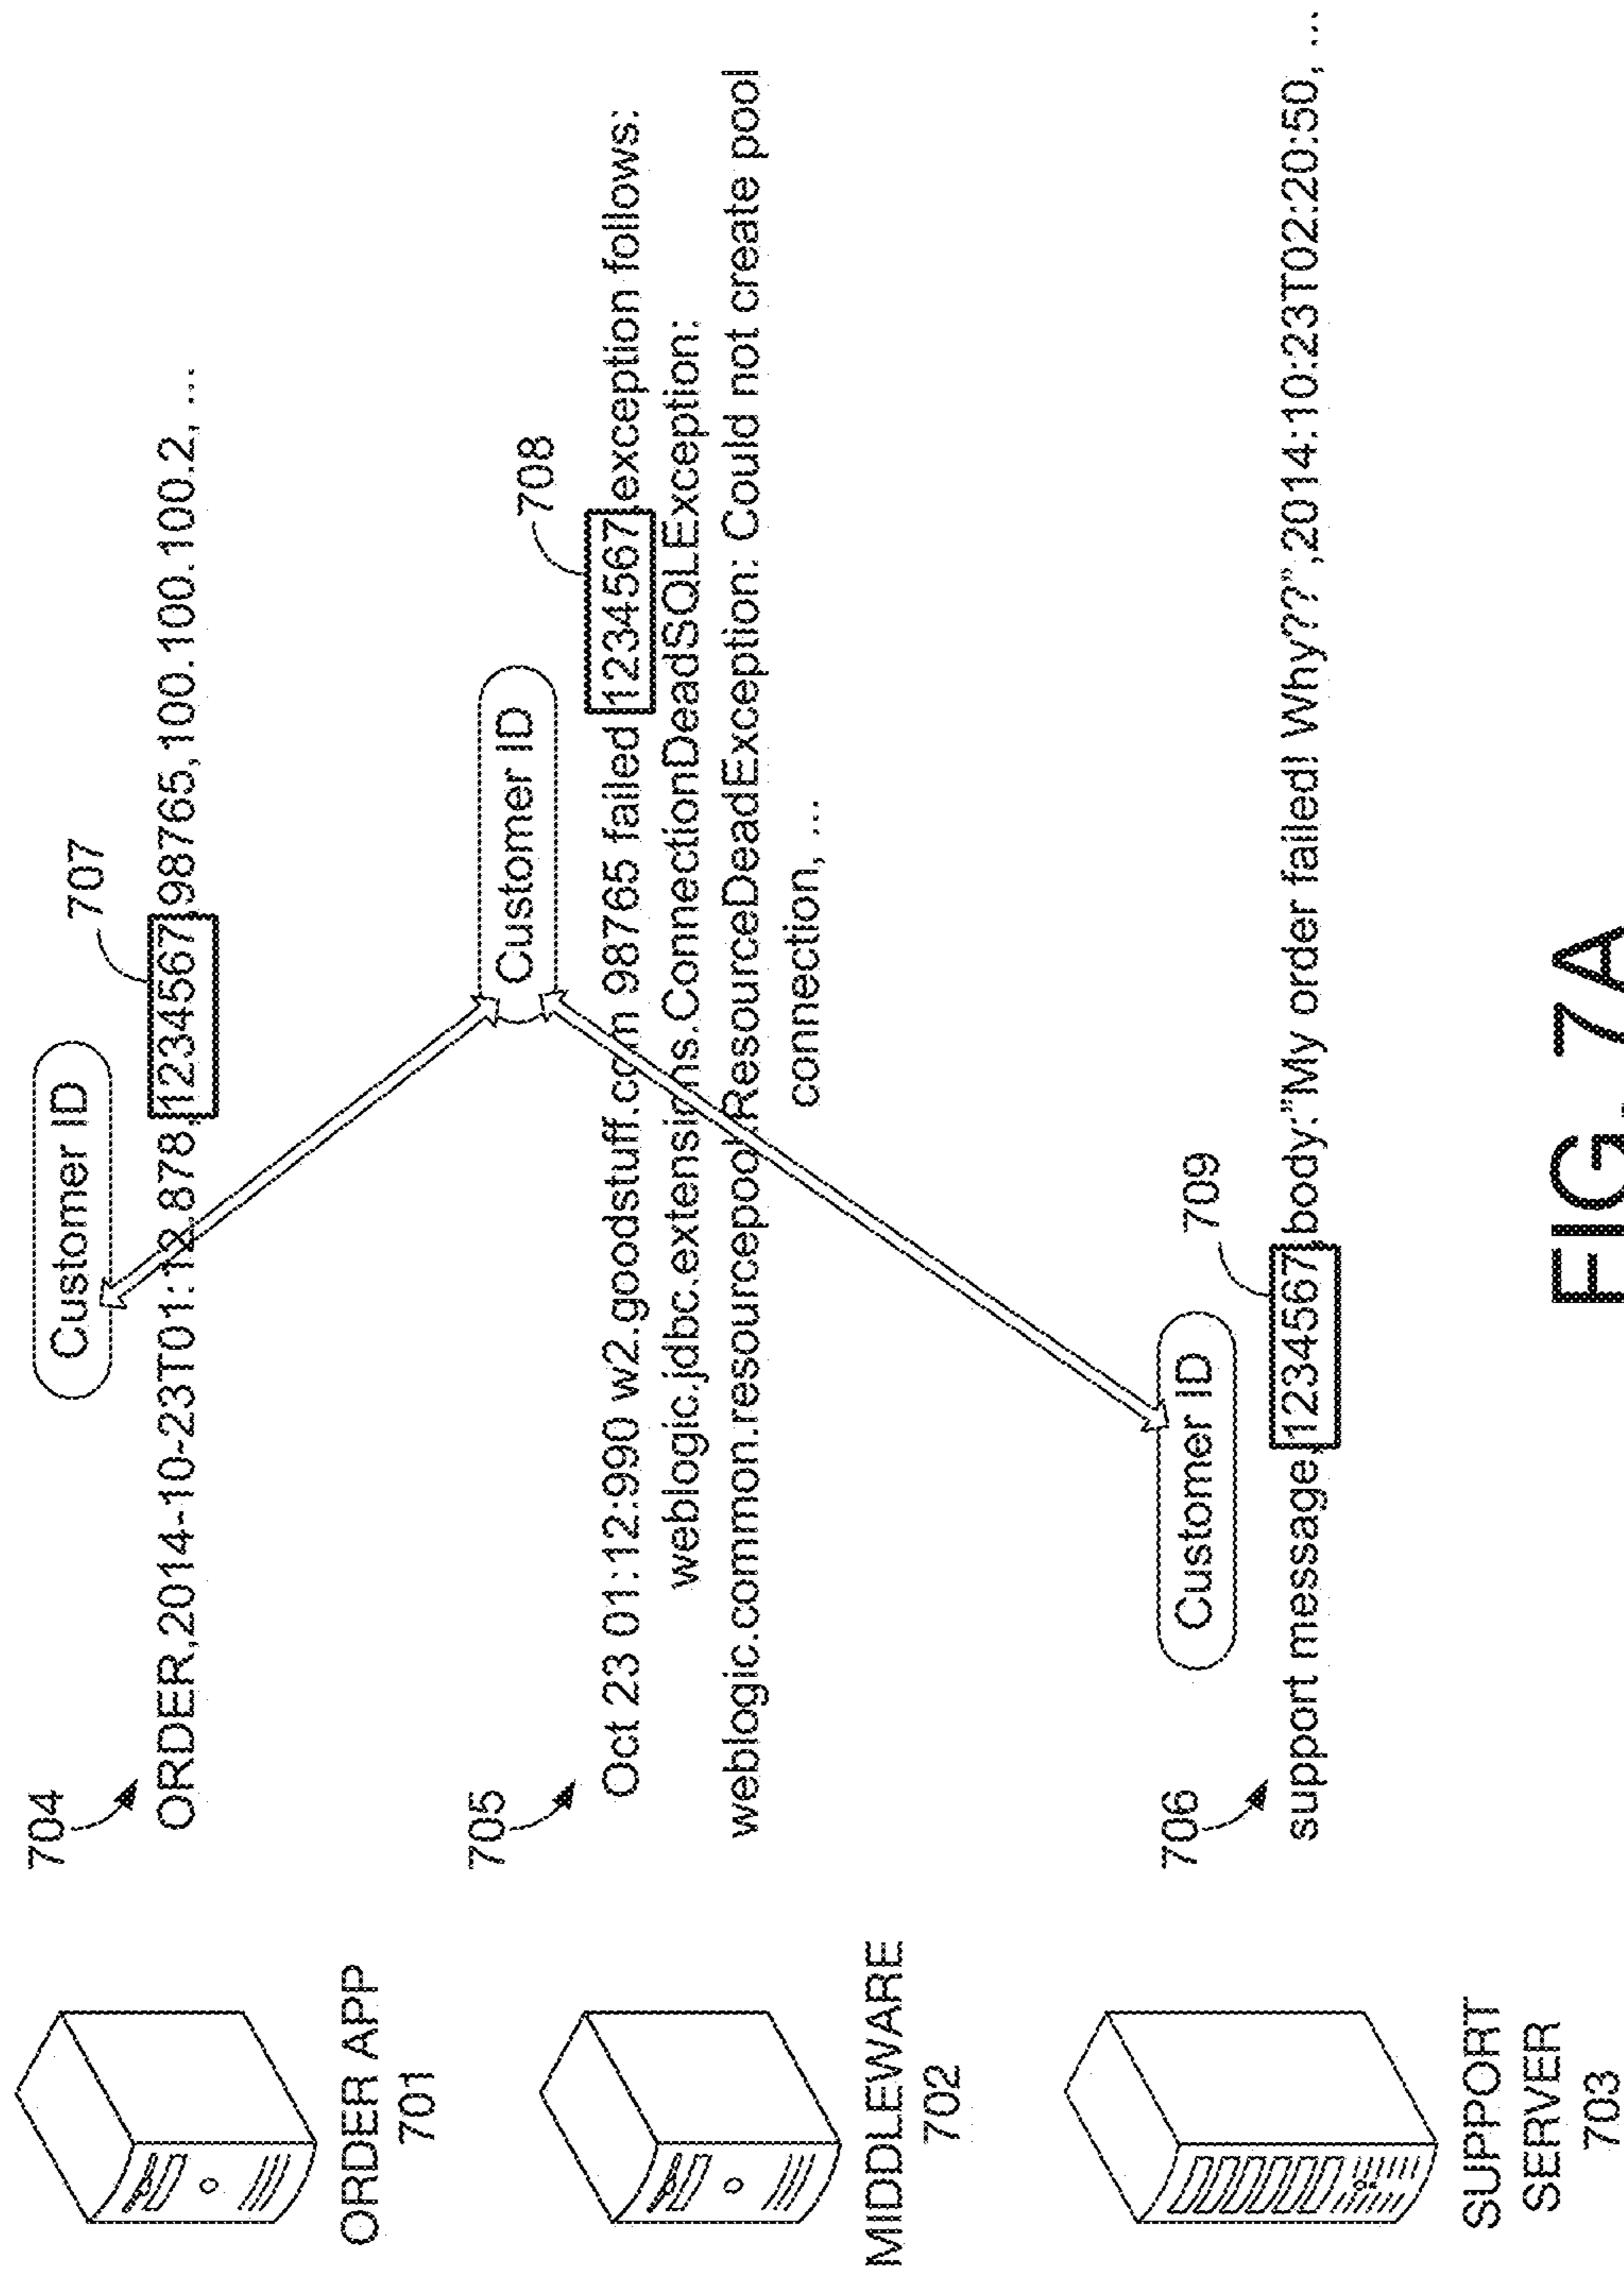 704
Customer ID
707
ORDER,2014-10-23T01:12.878,1234567,98765,100.100.100.2, ...
ORDER APP
701
705
Customer ID
708
Oct 23 01:12:990 w2.goodstuff.com 98765 failed 1234567,exception follows:
weblogic.jdbc.extensions.ConnectionDeadSQLException:
weblogic.common.resourcepool.ResourceDeadException: Could not create pool
connection, ...
MIDDLEWARE
702
706
Customer ID
709
support message,1234567,body:"My order failed! Why??",2014:10:23T02:20:50, ...
SUPPORT
SERVER
703
FIG. 7A